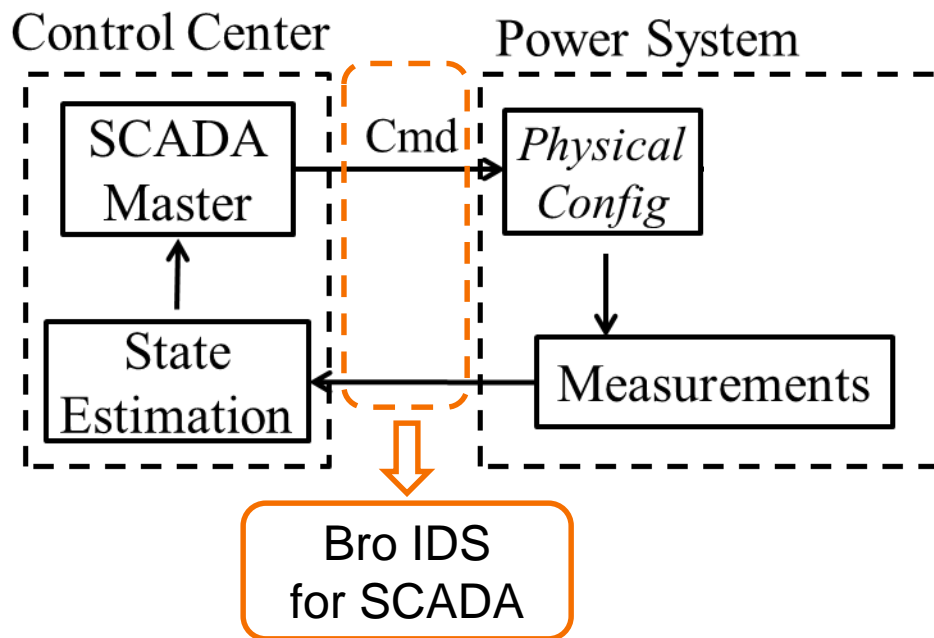 Control Center
Power System
SCADA
Master
Cmd
Physical
Config
State
Estimation
Measurements
Bro IDS
for SCADA